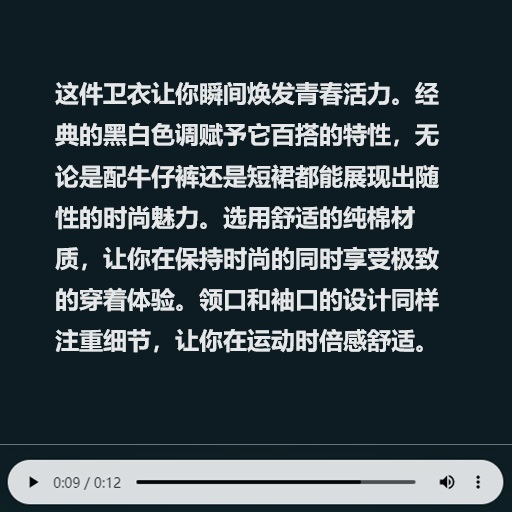 这件卫衣让你瞬间焕发青春活力。经
典的黑白色调赋予它百搭的特性，无
论是配牛仔裤还是短裙都能展现出随
性的时尚魅力。选用舒适的纯棉材
质，让你在保持时尚的同时享受极致
的穿着体验。领口和袖口的设计同样
注重细节，让你在运动时倍感舒适。
0:09 / 0:12